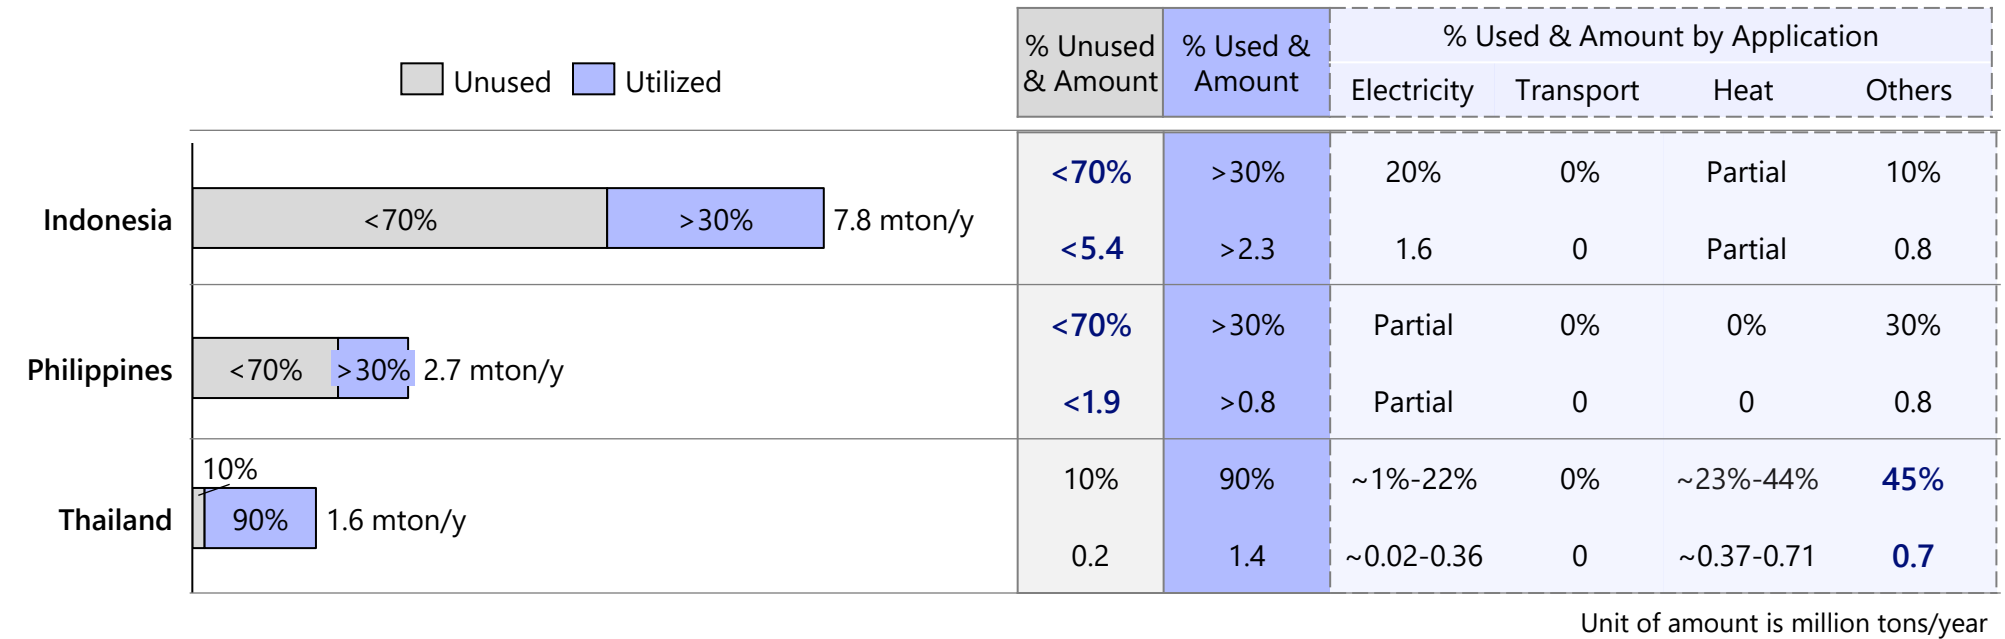 Unused Utilized
% Unused & Amount
% Used & Amount
% Used & Amount by Application
Electricity Transport Heat Others
Indonesia <70% >30% 7.8 mton/y
<70% >30% 20% 0% Partial 10%
<5.4 >2.3 1.6 0 Partial 0.8
Philippines <70% >30% 2.7 mton/y
<70% >30% Partial 0% 0% 30%
<1.9 >0.8 Partial 0 0 0.8
Thailand 10% 90% 1.6 mton/y
10% 90% ~1%-22% 0% ~23%-44% 45%
0.2 1.4 ~0.02-0.36 0 ~0.37-0.71 0.7
Unit of amount is million tons/year